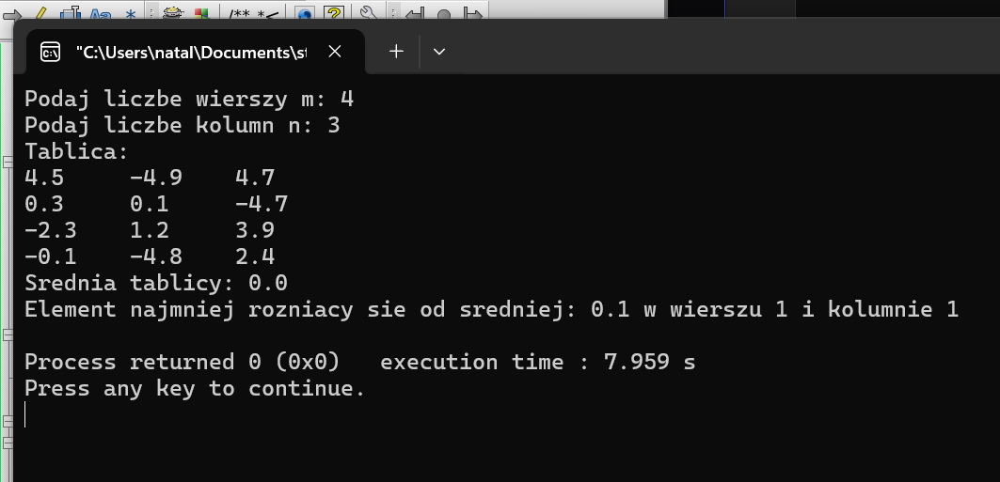 /** *<
"C:\Users\natal\Documents\st
Podaj liczbe wierszy m: 4
Podaj liczbe kolumn n: 3
Tablica:
4.5 -4.9 4.7
0.3 0.1 -4.7
-2.3 1.2 3.9
-0.1 -4.8 2.4
Srednia tablicy: 0.0
Element najmniej rozniacy sie od sredniej: 0.1 w wierszu 1 i kolumnie 1
Process returned 0 (0x0) execution time : 7.959 s
Press any key to continue.